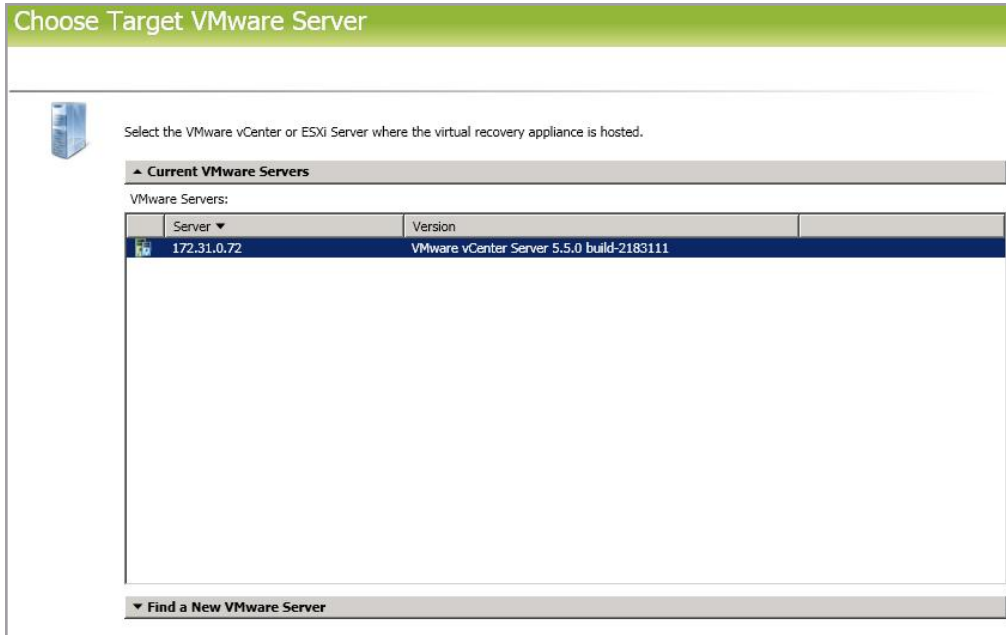 Choose Target VMware Server
Select the VMware vCenter or ESXi Server where the virtual recovery appliance is hosted.
Current VMware Servers
VMware Servers:
Server Version
172.31.0.72 VMware vCenter Server 5.5.0 build-2183111
Find a New VMware Server